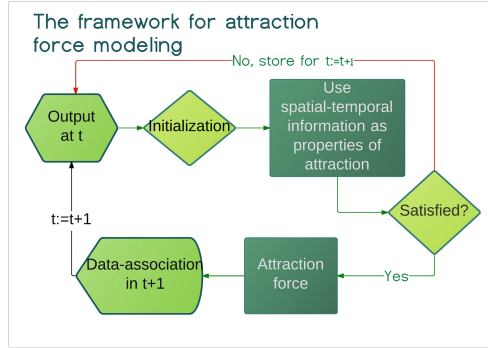 The framework for attraction
force modeling
No, store for t:=t+1
Output
at t
Initialization
Use
spatial-temporal
information as
properties of
attraction
Satisfied?
t:=t+1
Data-association
in t+1
Attraction
force
Yes